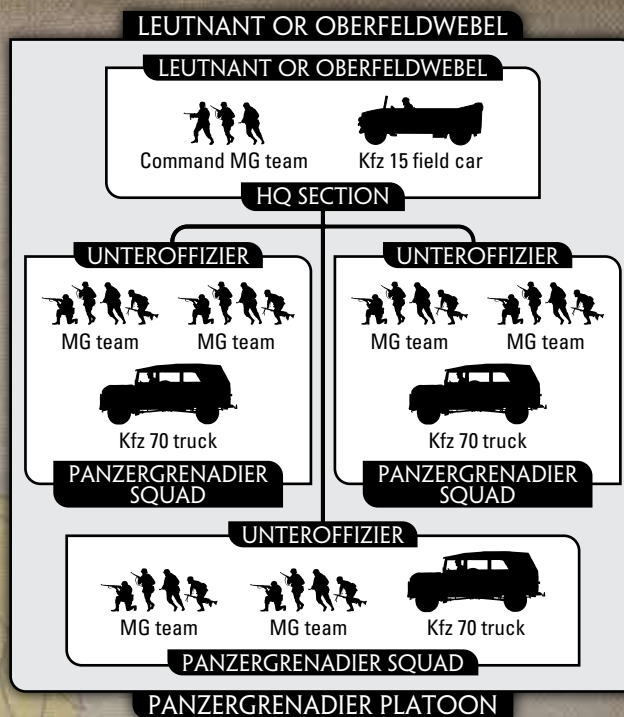 LEUTNANT OR OBERFELDWEBEL
LEUTNANT OR OBERFELDWEBEL
Command MG team
Kfz 15 field car
HQ SECTION
UNTEROFFIZIER
MG team
MG team
Kfz 70 truck
PANZERGRENADIER
SQUAD
UNTEROFFIZIER
MG team
MG team
Kfz 70 truck
PANZERGRENADIER
SQUAD
UNTEROFFIZIER
MG team
MG team
Kfz 70 truck
PANZERGRENADIER SQUAD
PANZERGRENADIER PLATOON